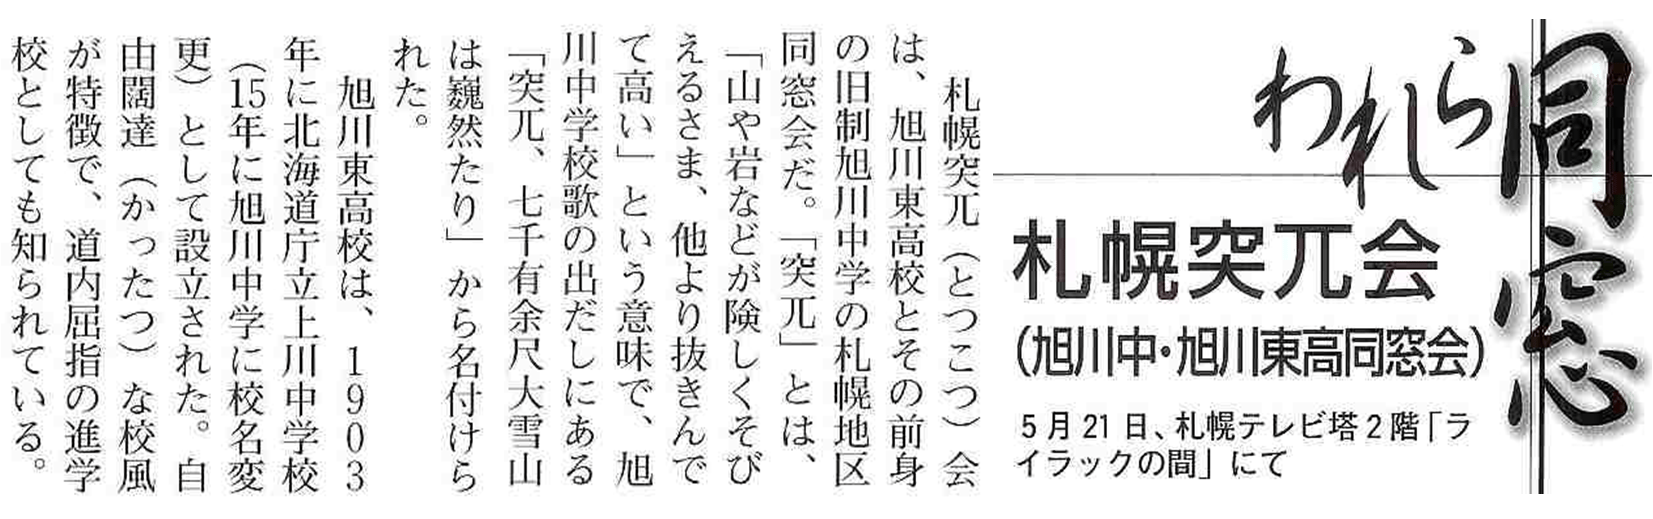 同窓
われら
札幌突兀会
(旭川中・旭川東高同窓会)
5月21日、札幌テレビ塔2階「ラ
イラックの間」にて
札幌突兀（とつこつ）会
は、旭川東高校とその前身
の旧制旭川中学の札幌地区
同窓会だ。「突兀」とは、
「山や岩などが険しくそび
えるさま、他より抜きんで
て高い」という意味で、旭
川中学校歌の出だしにある
「突兀、七千有余尺大雪山
は巍然たり」から名付けら
れた。
旭川東高校は、1903
年に北海道庁立上川中学校
（15年に旭川中学に校名変
更）として設立された。自
由闊達（かったつ）な校風
が特徴で、道内屈指の進学
校としても知られている。